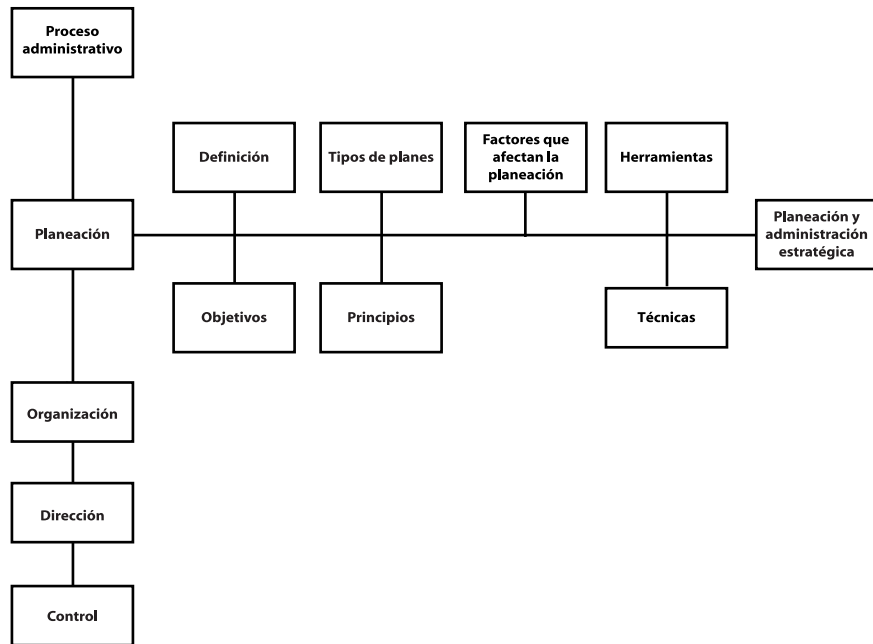 Proceso
administrativo
Definición
Tipos de planes
Factores que
afectan la
planeación
Herramientas
Planeación
Planeación y
administración
estratégica
Objetivos
Principios
Técnicas
Organización
Dirección
Control